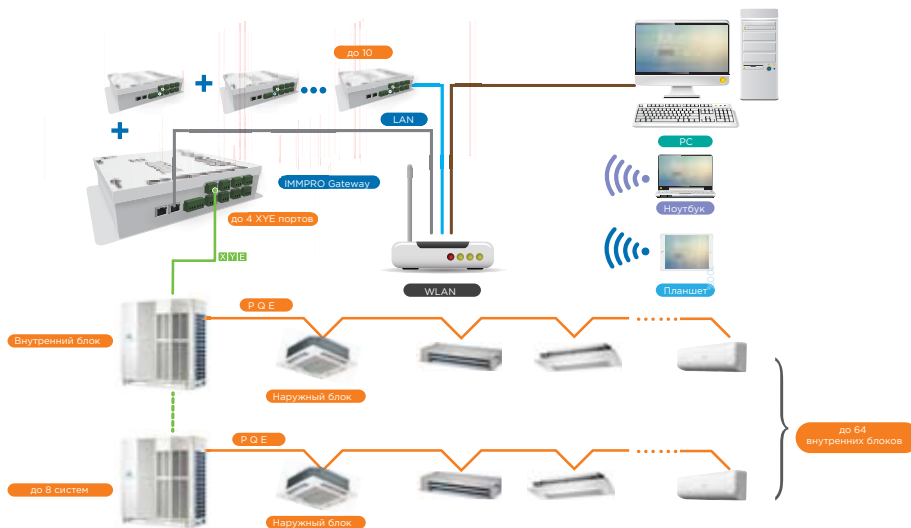 до 10
LAN
PC
IMMPRO Gateway
Ноутбук
до 4 XYE портов
X Y E
WLAN
Планшет
P Q E
Внутренний блок
Наружный блок
до 64
внутренних блоков
P Q E
до 8 систем
Наружный блок